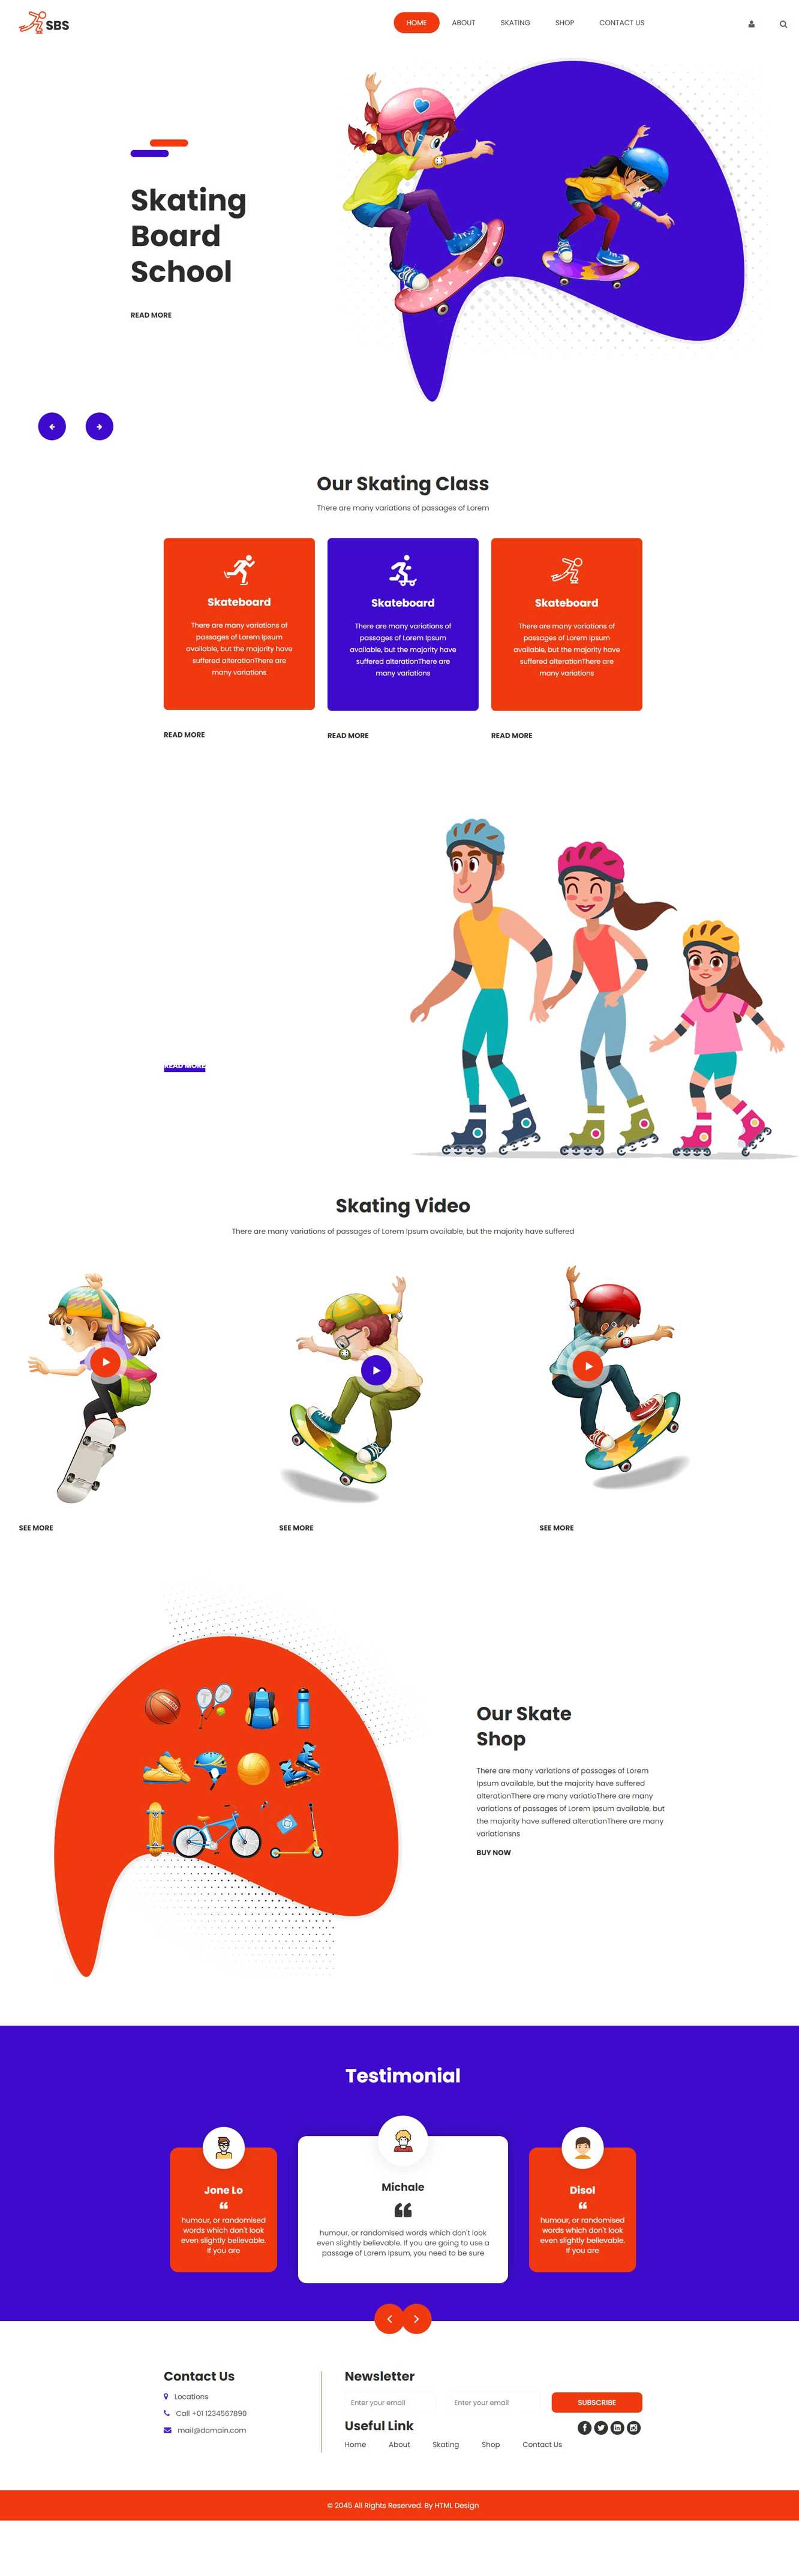 SBS
HOME ABOUT SKATING SHOP CONTACT US
Skating
Board
School
READ MORE
Our Skating Class
There are many variations of passages of Lorem
Skateboard
There are many variations of
passages of Lorem Ipsum
available, but the majority have
suffered alterationThere are
many variations
READ MORE
Skateboard
There are many variations of
passages of Lorem Ipsum
available, but the majority have
suffered alterationThere are
many variations
READ MORE
Skateboard
There are many variations of
passages of Lorem Ipsum
available, but the majority have
suffered alterationThere are
many variations
READ MORE
READ MORE
Skating Video
There are many variations of passages of Lorem Ipsum available, but the majority have suffered
SEE MORE
SEE MORE
SEE MORE
Our Skate
Shop
There are many variations of passages of Lorem
Ipsum available, but the majority have suffered
alterationThere are many variatioThere are many
variations of passages of Lorem Ipsum available, but
the majority have suffered alterationThere are many
variationsns
BUY NOW
Testimonial
Jone Lo
❝
humour, or randomised
words which don't look
even slightly believable.
If you are
Michale
❝
humour, or randomised words which don't look
even slightly believable. If you are going to use a
passage of Lorem Ipsum, you need to be sure
Disol
❝
humour, or randomised
words which don't look
even slightly believable.
If you are
Contact Us
Locations
Call +01 1234567890
mail@domain.com
Newsletter
Enter your email Enter your email SUBSCRIBE
Useful Link
Home About Skating Shop Contact Us
© 2045 All Rights Reserved. By HTML Design